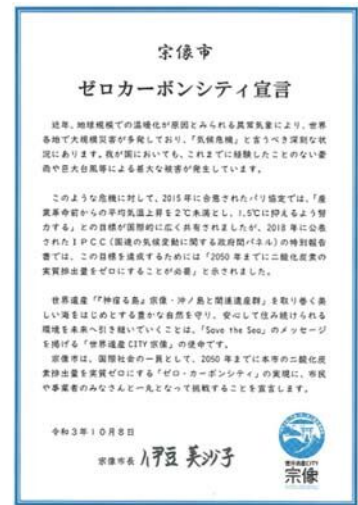 宗像市
ゼロカーボンシティ宣言
近年、地球規模での温暖化が原因とみられる異常気象により、世界
各地で大規模災害が多発しており、「気候危機」と言うべき深刻な状
況にあります。我が国においても、これまでに経験したことのない豪
雨や巨大台風等による甚大な被害が発生しています。
このような危機に対して、2015年に合意されたパリ協定では、「産
業革命前からの平均気温上昇を2℃未満とし、1.5℃に抑えるよう努
力する」との目標が国際的に広く共有されましたが、2018年に公表
されたIPCC（国連の気候変動に関する政府間パネル）の特別報告
書では、この目標を達成するためには「2050年までに二酸化炭素の
実質排出量をゼロにすることが必要」と示されました。
世界遺産「『神宿る島』宗像・沖ノ島と関連遺産群」を取り巻く美
しい海をはじめとする豊かな自然を守り、安心して住み続けられる
環境を未来へ引き継いでいくことは、「Save the Sea」のメッセージ
を掲げる「世界遺産CITY宗像」の使命です。
宗像市は、国際社会の一員として、2050年までに本市の二酸化炭
素排出量を実質ゼロにする「ゼロ・カーボンシティ」の実現に、市民
や事業者のみなさんと一丸となって挑戦することを宣言します。
令和3年10月8日
宗像市長 伊豆 美沙子
世界遺産CITY
宗像